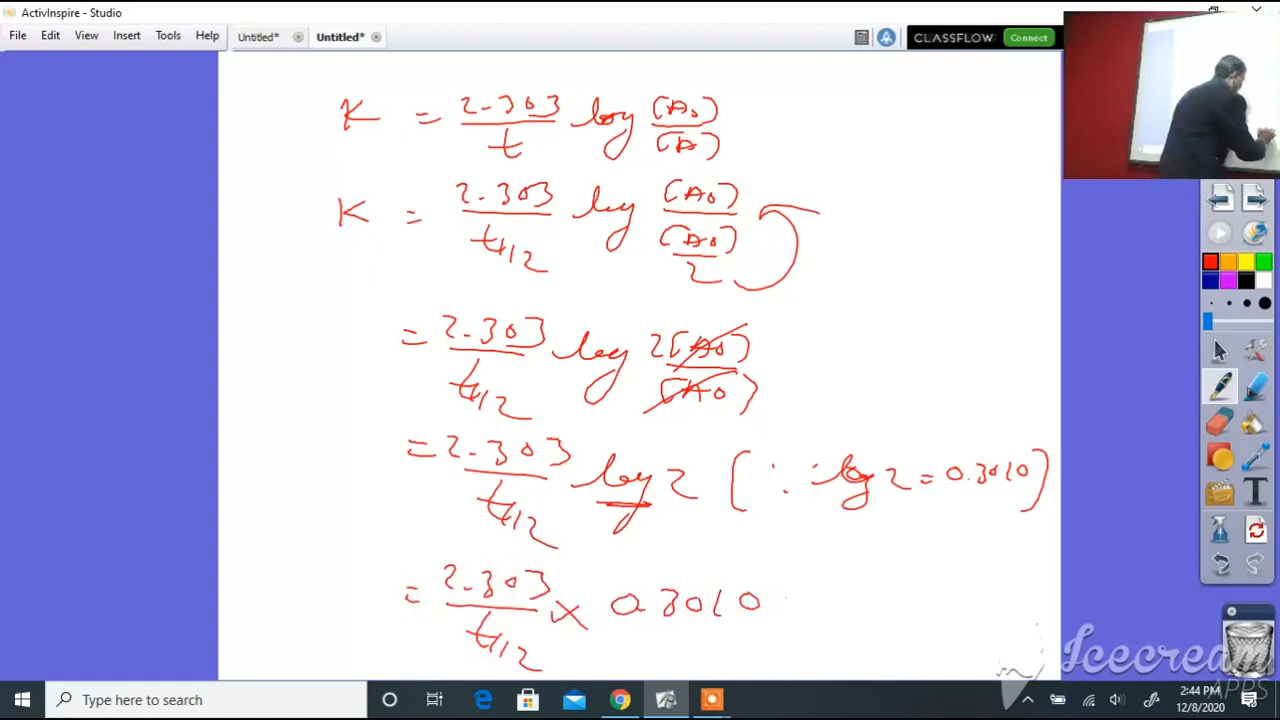 ActivInspire - Studio
File Edit View Insert Tools Help Untitled* Untitled* CLASSFLOW Connect
K = 2.303/t log [A₀]/[A]
K = 2.303/t1/2 log [A₀]/[A₀]/2
= 2.303/t1/2 log 2[A₀]/[A₀]
= 2.303/t1/2 log 2 [∵ log 2 = 0.3010]
= 2.303/t1/2 × 0.3010
Icecream
APPS
Type here to search
2:44 PM
12/8/2020